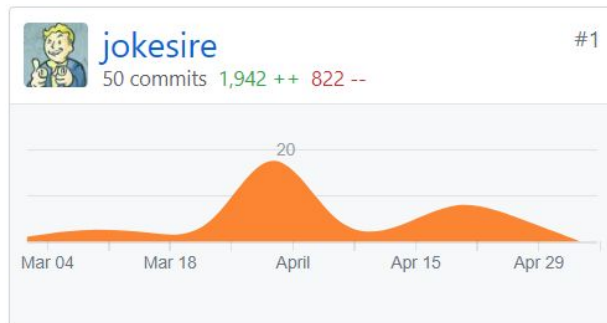 jokesire #1
50 commits 1,942 ++ 822 --
20
Mar 04 Mar 18 April Apr 15 Apr 29